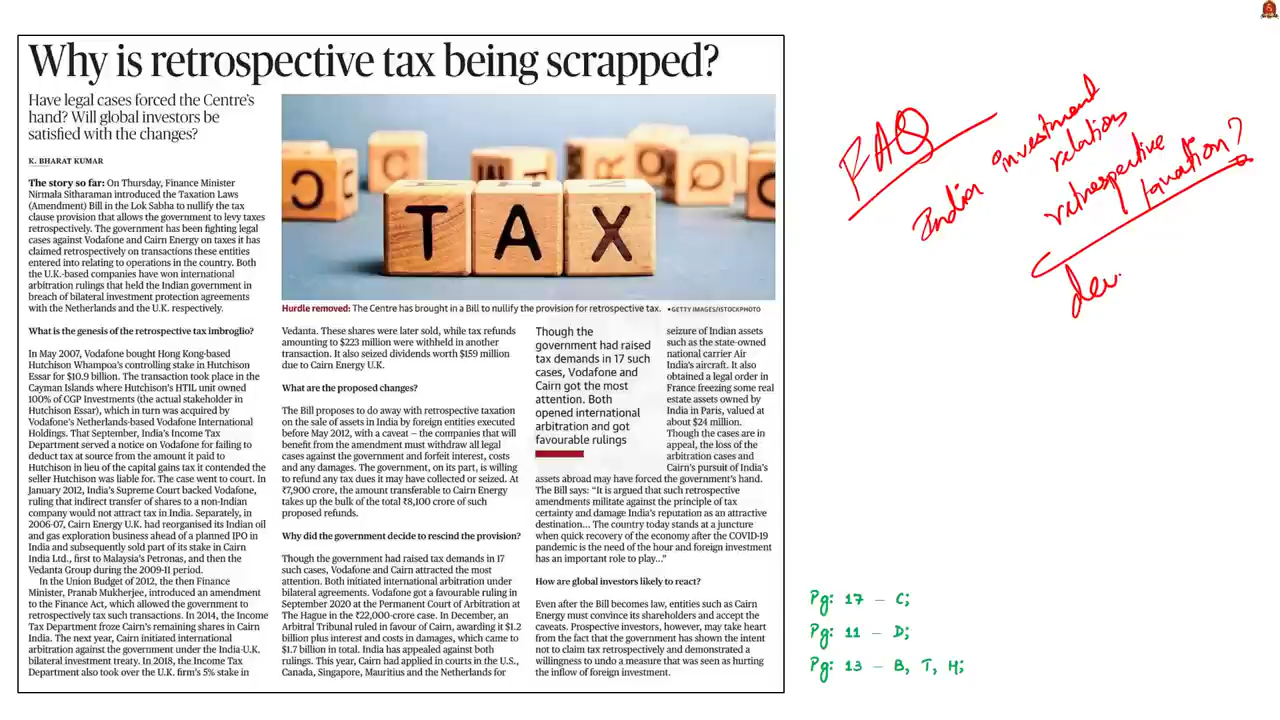 Why is retrospective tax being scrapped?
Have legal cases forced the Centre's
hand? Will global investors be
satisfied with the changes?
K. BHARAT KUMAR
The story so far: On Thursday, Finance Minister
Nirmala Sitharaman introduced the Taxation Laws
(Amendment) Bill in the Lok Sabha to nullify the tax
clause provision that allows the government to levy taxes
retrospectively. The government has been fighting legal
cases against Vodafone and Cairn Energy on taxes it has
claimed retrospectively on transactions these entities
entered into relating to operations in the country. Both
the U.K.-based companies have won international
arbitration rulings that held the Indian government in
breach of bilateral investment protection agreements
with the Netherlands and the U.K. respectively.
What is the genesis of the retrospective tax imbroglio?
In May 2007, Vodafone bought Hong Kong-based
Hutchison Whampoa's controlling stake in Hutchison
Essar for $10.9 billion. The transaction took place in the
Cayman Islands where Hutchison's HTIL unit owned
100% of CGP Investments (the actual stakeholder in
Hutchison Essar), which in turn was acquired by
Vodafone's Netherlands-based Vodafone International
Holdings. That September, India's Income Tax
Department served a notice on Vodafone for failing to
deduct tax at source from the amount it paid to
Hutchison in lieu of the capital gains tax it contended the
seller Hutchison was liable for. The case went to court. In
January 2012, India's Supreme Court backed Vodafone,
ruling that indirect transfer of shares to a non-Indian
company would not attract tax in India. Separately, in
2006-07, Cairn Energy U.K. had reorganised its Indian oil
and gas exploration business ahead of a planned IPO in
India and subsequently sold part of its stake in Cairn
India Ltd., first to Malaysia's Petronas, and then the
Vedanta Group during the 2009-11 period.
In the Union Budget of 2012, the then Finance
Minister, Pranab Mukherjee, introduced an amendment
to the Finance Act, which allowed the government to
retrospectively tax such transactions. In 2014, the Income
Tax Department froze Cairn's remaining shares in Cairn
India. The next year, Cairn initiated international
arbitration against the government under the India-U.K.
bilateral investment treaty. In 2018, the Income Tax
Department also took over the U.K. firm's 5% stake in
TAX
Hurdle removed: The Centre has brought in a Bill to nullify the provision for retrospective tax. •GETTY IMAGES/ISTOCKPHOTO
Vedanta. These shares were later sold, while tax refunds
amounting to $223 million were withheld in another
transaction. It also seized dividends worth $159 million
due to Cairn Energy U.K.
What are the proposed changes?
The Bill proposes to do away with retrospective taxation
on the sale of assets in India by foreign entities executed
before May 2012, with a caveat – the companies that will
benefit from the amendment must withdraw all legal
cases against the government and forfeit interest, costs
and any damages. The government, on its part, is willing
to refund any tax dues it may have collected or seized. At
₹7,900 crore, the amount transferable to Cairn Energy
takes up the bulk of the total ₹8,100 crore of such
proposed refunds.
Why did the government decide to rescind the provision?
Though the government had raised tax demands in 17
such cases, Vodafone and Cairn attracted the most
attention. Both initiated international arbitration under
bilateral agreements. Vodafone got a favourable ruling in
September 2020 at the Permanent Court of Arbitration at
The Hague in the ₹22,000-crore case. In December, an
Arbitral Tribunal ruled in favour of Cairn, awarding it $1.2
billion plus interest and costs in damages, which came to
$1.7 billion in total. India has appealed against both
rulings. This year, Cairn had applied in courts in the U.S.,
Canada, Singapore, Mauritius and the Netherlands for
Though the
government had raised
tax demands in 17 such
cases, Vodafone and
Cairn got the most
attention. Both
opened international
arbitration and got
favourable rulings
seizure of Indian assets
such as the state-owned
national carrier Air
India's aircraft. It also
obtained a legal order in
France freezing some real
estate assets owned by
India in Paris, valued at
about $24 million.
Though the cases are in
appeal, the loss of the
arbitration cases and
Cairn's pursuit of India's
assets abroad may have forced the government's hand.
The Bill says: “It is argued that such retrospective
amendments militate against the principle of tax
certainty and damage India's reputation as an attractive
destination... The country today stands at a juncture
when quick recovery of the economy after the COVID-19
pandemic is the need of the hour and foreign investment
has an important role to play...”
How are global investors likely to react?
Even after the Bill becomes law, entities such as Cairn
Energy must convince its shareholders and accept the
caveats. Prospective investors, however, may take heart
from the fact that the government has shown the intent
not to claim tax retrospectively and demonstrated a
willingness to undo a measure that was seen as hurting
the inflow of foreign investment.
FAQ
India investment
relation
retrospective
taxation?
dev.
Pg: 17 - C;
Pg: 11 - D;
Pg: 13 - B, T, H;